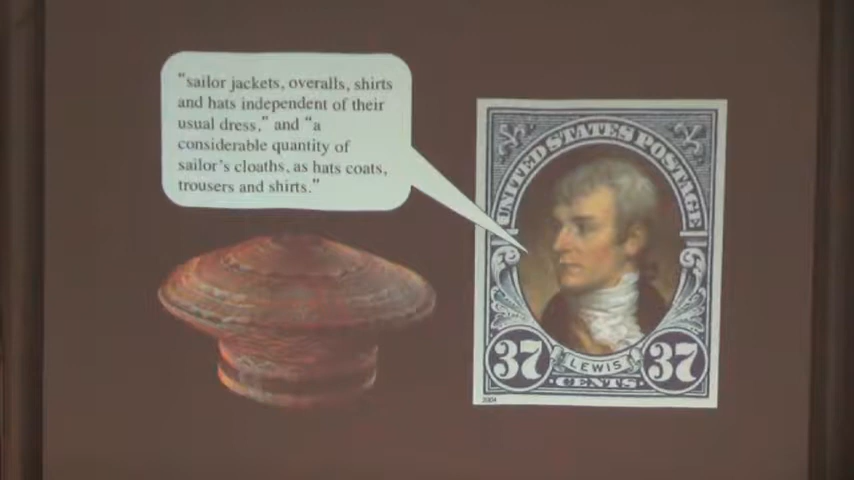 “sailor jackets, overalls, shirts
and hats independent of their
usual dress,” and “a
considerable quantity of
sailor’s cloaths, as hats coats,
trousers and shirts.”
UNITED STATES POSTAGE
37 LEWIS 37
CENTS
2004